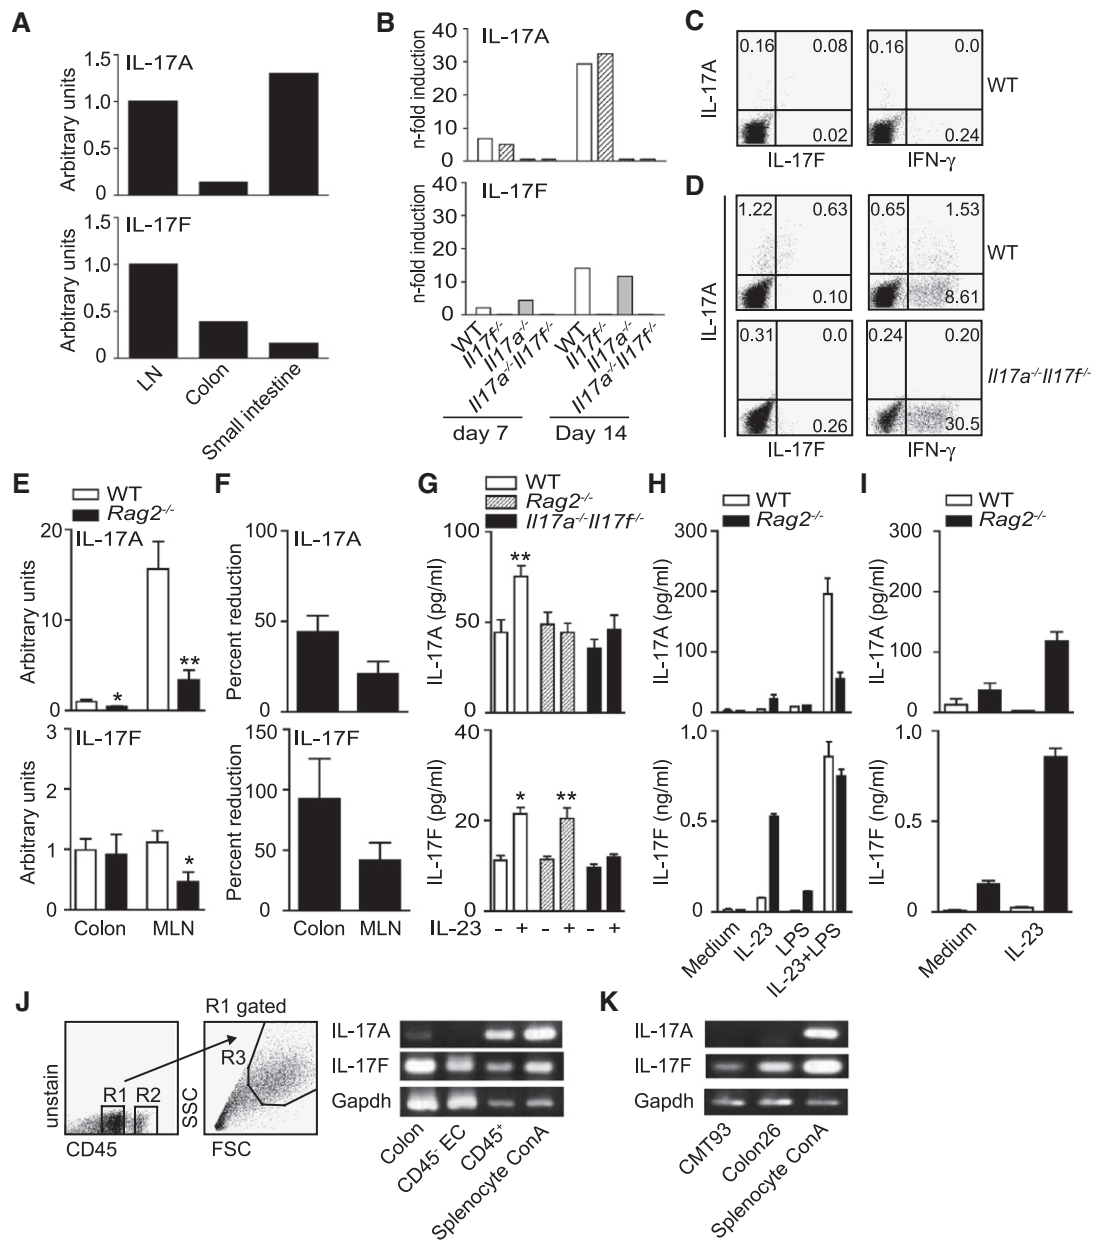 A
IL-17A
Arbitrary units
1.5
1.0
0.5
0
IL-17F
Arbitrary units
1.5
1.0
0.5
0
LN
Colon
Small intestine
B
IL-17A
n-fold induction
40
30
20
10
0
IL-17F
n-fold induction
40
30
20
10
0
WT
Il17f-/-
Il17a-/-
Il17a-/-Il17f-/-
WT
Il17f-/-
Il17a-/-
Il17a-/-Il17f-/-
day 7
Day 14
C
IL-17A
0.16 0.08
0.02
IL-17F
0.16 0.0
0.24
IFN-γ
WT
D
IL-17A
1.22 0.63
0.10
0.65 1.53
8.61
WT
0.31 0.0
0.26
0.24 0.20
30.5
Il17a-/-Il17f-/-
IL-17F
IFN-γ
E
WT
Rag2-/-
IL-17A
Arbitrary units
20
10
0
*
**
IL-17F
Arbitrary units
3
2
1
0
*
Colon
MLN
F
IL-17A
Percent reduction
100
50
0
IL-17F
Percent reduction
150
100
50
0
Colon
MLN
G
WT
Rag2-/-
Il17a-/-Il17f-/-
IL-17A (pg/ml)
100
50
0
**
IL-17F (pg/ml)
40
20
0
*
**
IL-23 - + - + - +
H
WT
Rag2-/-
IL-17A (pg/ml)
300
200
100
0
IL-17F (ng/ml)
1.0
0.5
0
Medium
IL-23
LPS
IL-23+LPS
I
WT
Rag2-/-
IL-17A (pg/ml)
300
200
100
0
IL-17F (ng/ml)
1.0
0.5
0
Medium
IL-23
J
unstain
R1 R2
CD45
R1 gated
R3
SSC
FSC
IL-17A
IL-17F
Gapdh
Colon
CD45- EC
CD45+
Splenocyte ConA
K
IL-17A
IL-17F
Gapdh
CMT93
Colon26
Splenocyte ConA